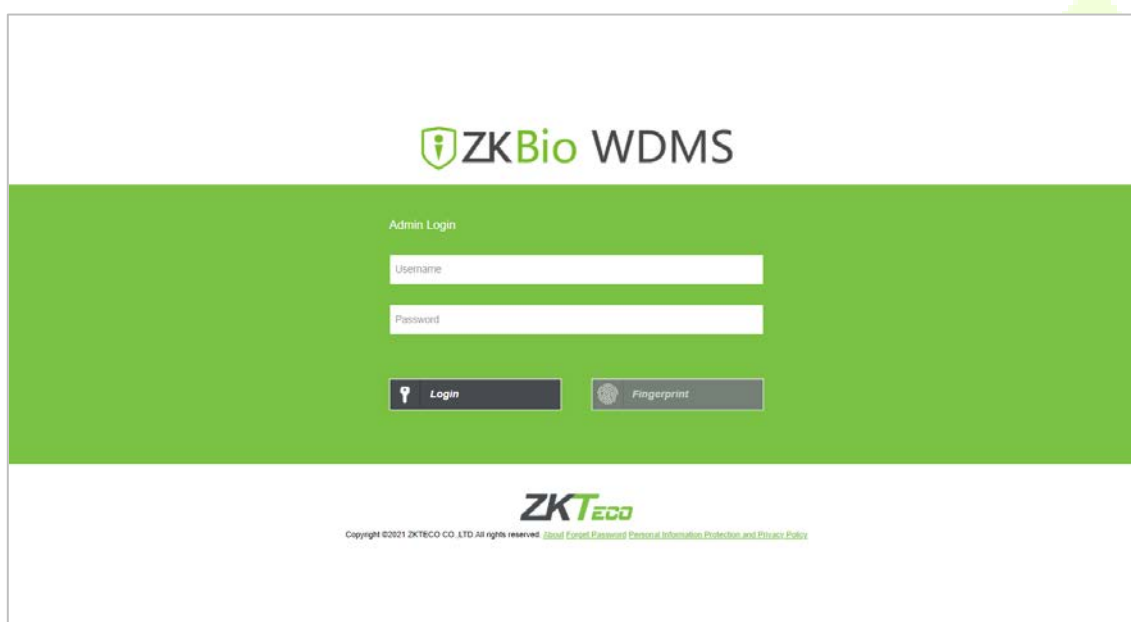 ZKBio WDMS
Admin Login
Username
Password
Login
Fingerprint
ZKTECO
Copyright ©2021 ZKTECO CO.,LTD All rights reserved. About Forget Password Personal Information Protection and Privacy Policy